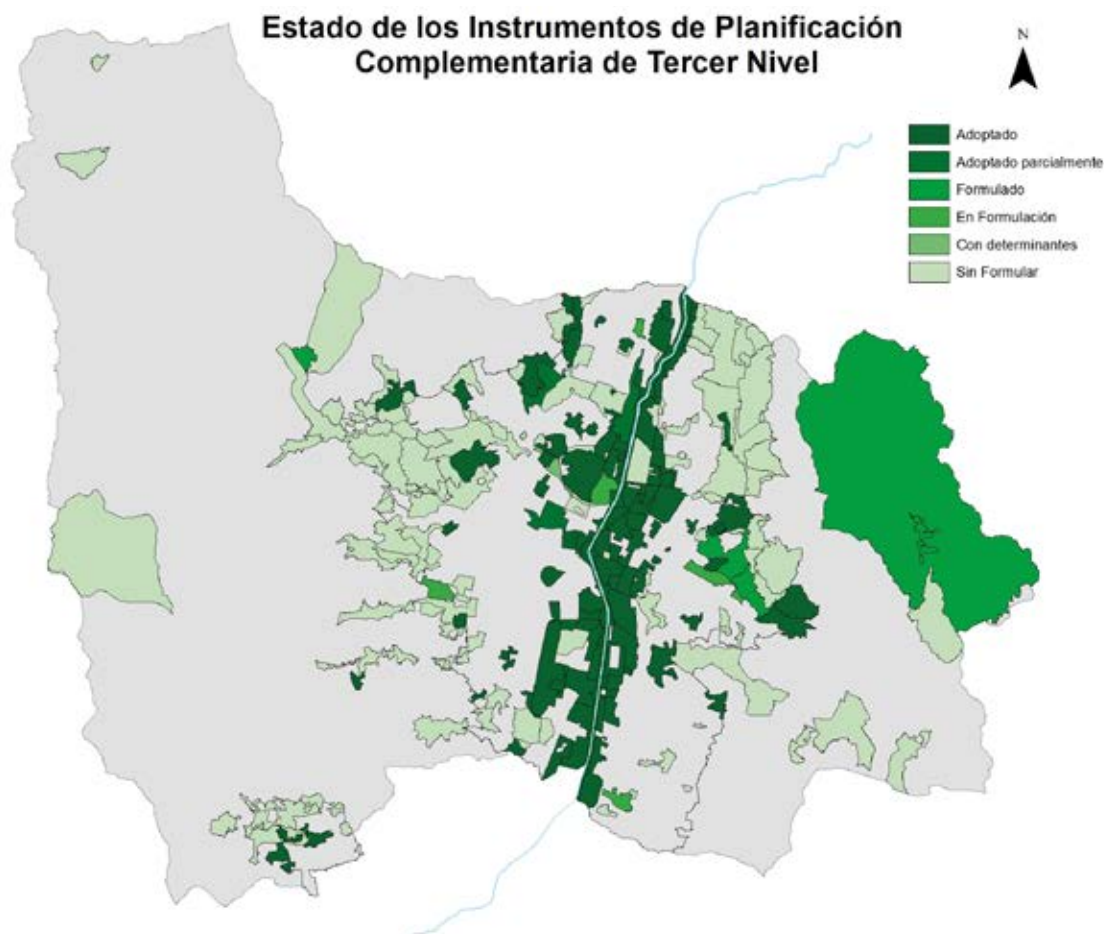 Estado de los Instrumentos de Planificación
Complementaria de Tercer Nivel
N
Adoptado
Adoptado parcialmente
Formulado
En Formulación
Con determinantes
Sin Formular